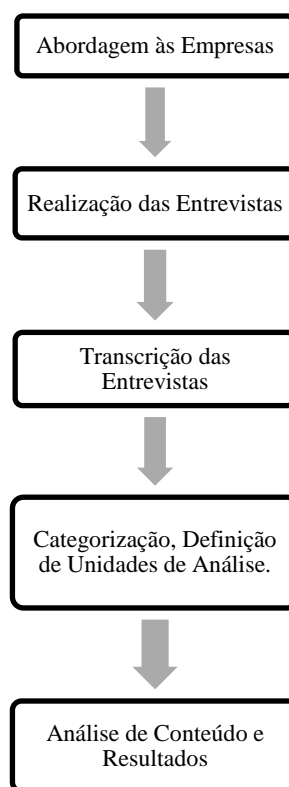 Abordagem às Empresas
Realização das Entrevistas
Transcrição das
Entrevistas
Categorização, Definição
de Unidades de Análise.
Análise de Conteúdo e
Resultados